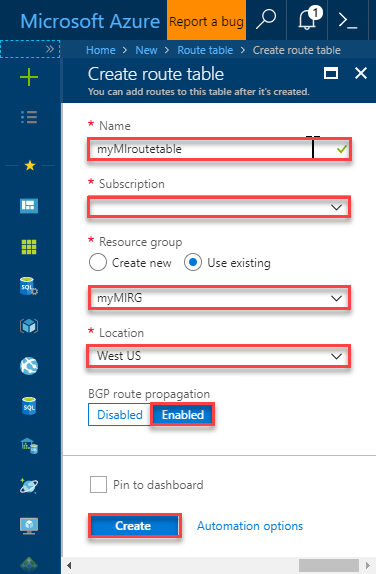 Microsoft Azure Report a bug 1
» Home > New > Route table > Create route table
Create route table
You can add routes to this table after it's created.
* Name
myMIroutetable
* Subscription
* Resource group
Create new Use existing
myMIRG
* Location
West US
BGP route propagation
Disabled Enabled
Pin to dashboard
Create Automation options